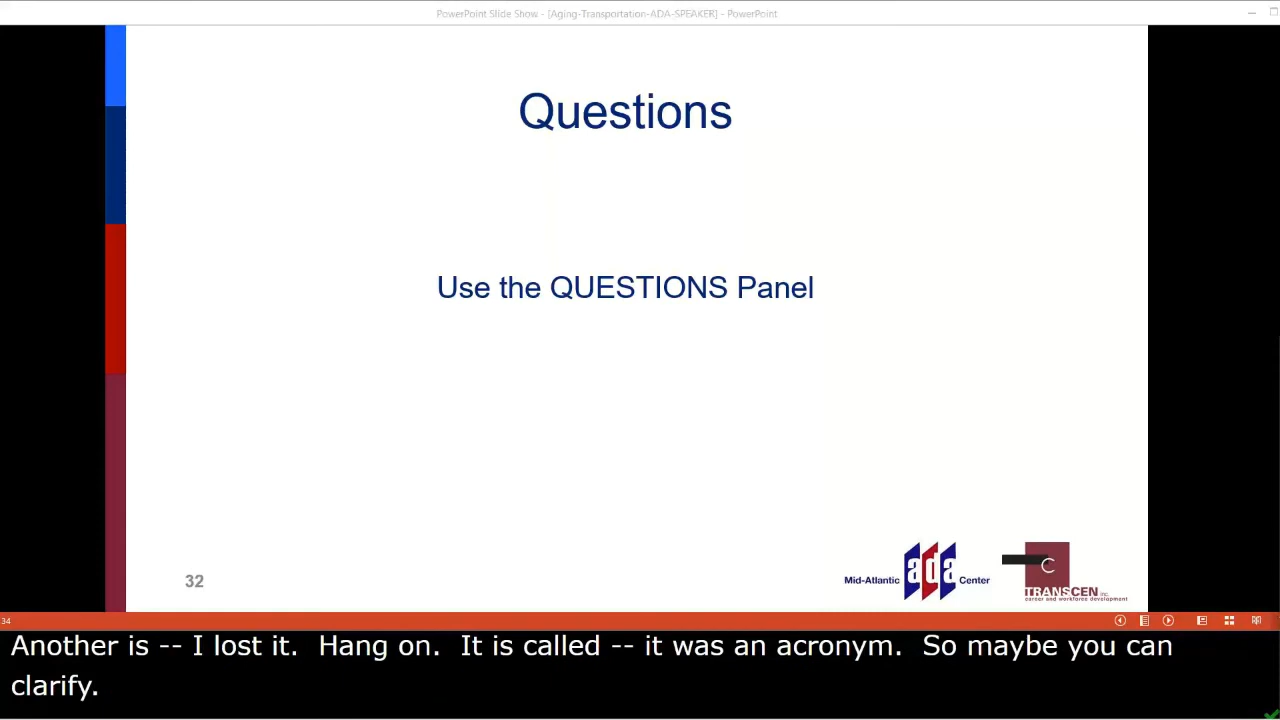 PowerPoint Slide Show - [Aging-Transportation-ADA-SPEAKER] - PowerPoint
Questions
Use the QUESTIONS Panel
32
Mid-Atlantic ada Center
C
TRANSCEN inc.
career and workforce development
34
Another is -- I lost it. Hang on. It is called -- it was an acronym. So maybe you can
clarify.